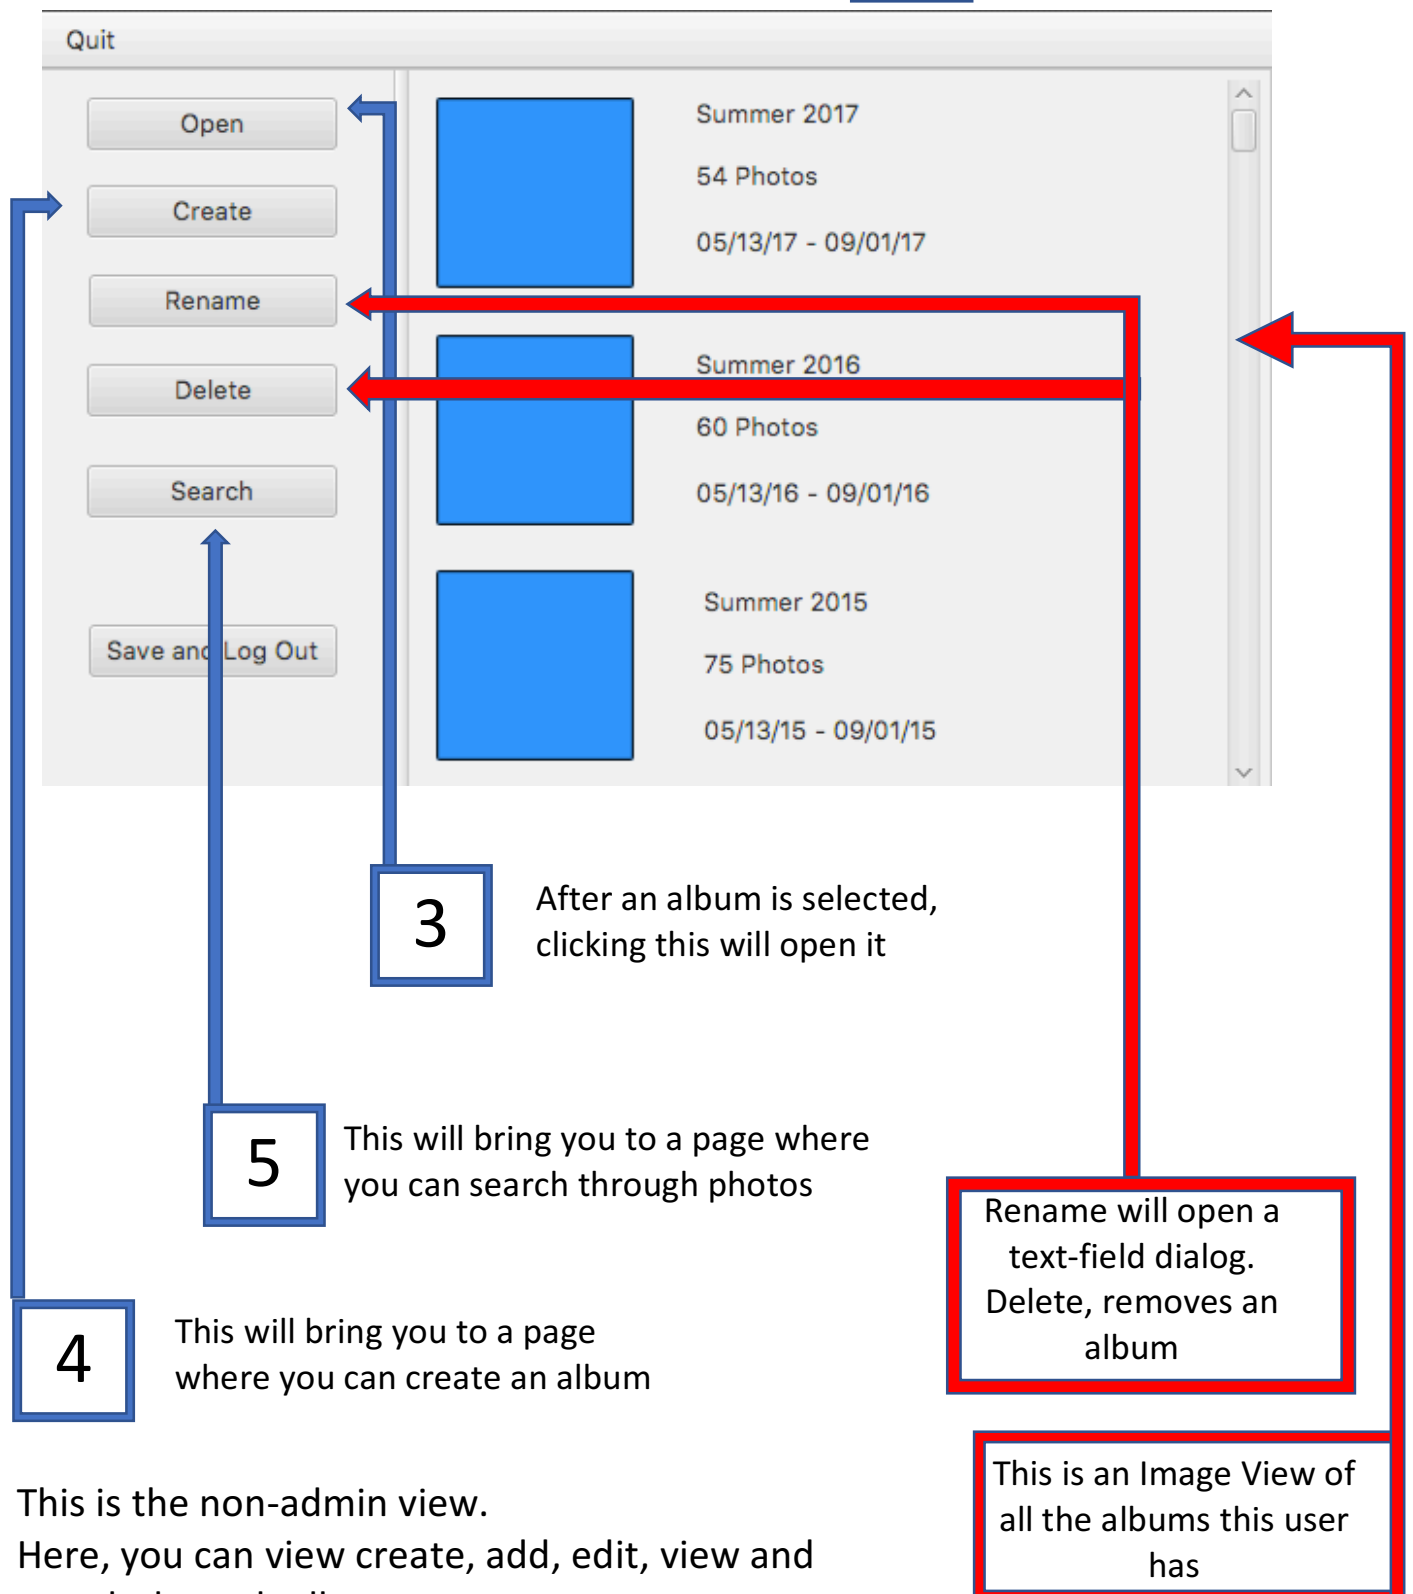 Quit
Open
Create
Rename
Delete
Search
Save and Log Out
Summer 2017
54 Photos
05/13/17 - 09/01/17
Summer 2016
60 Photos
05/13/16 - 09/01/16
Summer 2015
75 Photos
05/13/15 - 09/01/15
3
After an album is selected,
clicking this will open it
5
This will bring you to a page where
you can search through photos
Rename will open a
text-field dialog.
Delete, removes an
album
4
This will bring you to a page
where you can create an album
This is an Image View of
all the albums this user
has
This is the non-admin view.
Here, you can view create, add, edit, view and